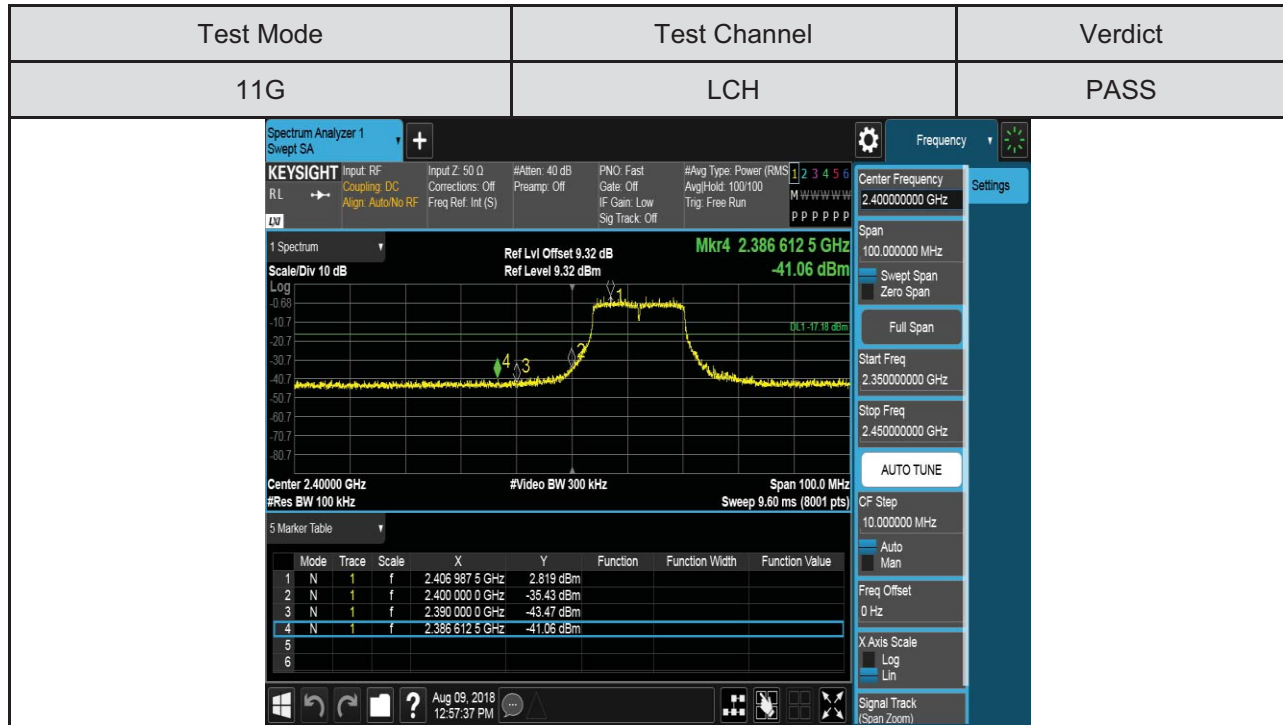 Test Mode Test Channel Verdict
11G LCH PASS
Spectrum Analyzer 1
Swept SA
+
Frequency
KEYSIGHT
RL
LXI
Input: RF
Coupling: DC
Align: Auto/No RF
Input Z: 50 Ω
Corrections: Off
Freq Ref: Int (S)
#Atten: 40 dB
Preamp: Off
PNO: Fast
Gate: Off
IF Gain: Low
Sig Track: Off
#Avg Type: Power (RMS
Avg|Hold: 100/100
Trig: Free Run
1 2 3 4 5 6
M W W W W W
P P P P P P
1 Spectrum
Scale/Div 10 dB
Ref Lvl Offset 9.32 dB
Ref Level 9.32 dBm
Mkr4 2.386 612 5 GHz
-41.06 dBm
Log
-0.68
-10.7
-20.7
-30.7
-40.7
-50.7
-60.7
-70.7
-80.7
1
DL1 -17.18 dBm
2
4
3
Center 2.40000 GHz #Video BW 300 kHz Span 100.0 MHz
#Res BW 100 kHz Sweep 9.60 ms (8001 pts)
5 Marker Table
Mode Trace Scale X Y Function Function Width Function Value
1 N 1 f 2.406 987 5 GHz 2.819 dBm
2 N 1 f 2.400 000 0 GHz -35.43 dBm
3 N 1 f 2.390 000 0 GHz -43.47 dBm
4 N 1 f 2.386 612 5 GHz -41.06 dBm
5
6
?
Aug 09, 2018
12:57:37 PM
Center Frequency
2.400000000 GHz
Settings
Span
100.000000 MHz
Swept Span
Zero Span
Full Span
Start Freq
2.350000000 GHz
Stop Freq
2.450000000 GHz
AUTO TUNE
CF Step
10.000000 MHz
Auto
Man
Freq Offset
0 Hz
X Axis Scale
Log
Lin
Signal Track
(Span Zoom)